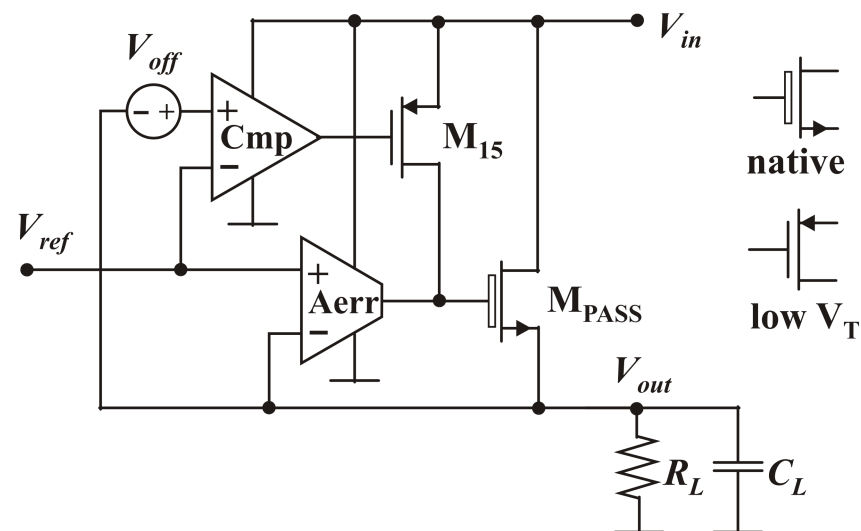 V_in
V_off
- +
+
Cmp
−
M_15
native
V_ref
+
Aerr
−
M_PASS
low V_T
V_out
R_L
C_L